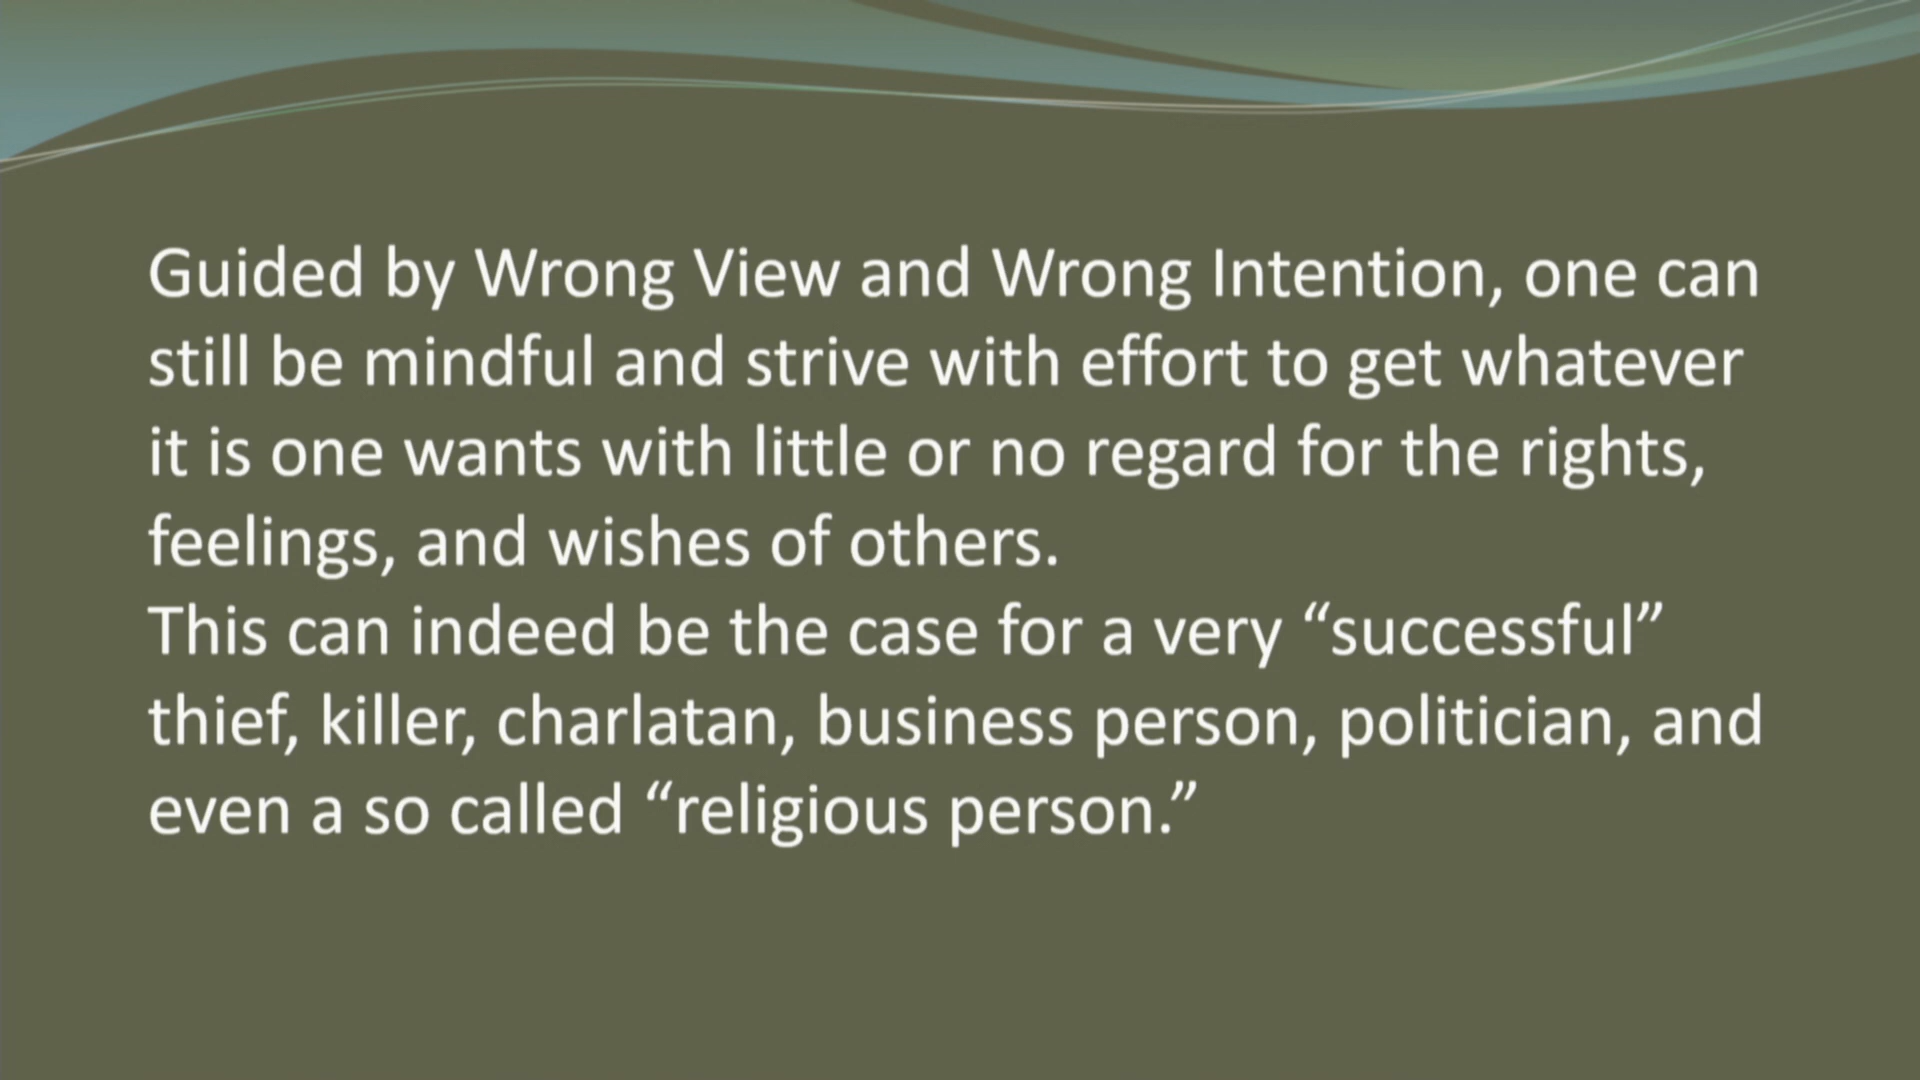 Guided by Wrong View and Wrong Intention, one can
still be mindful and strive with effort to get whatever
it is one wants with little or no regard for the rights,
feelings, and wishes of others.
This can indeed be the case for a very “successful”
thief, killer, charlatan, business person, politician, and
even a so called “religious person.”